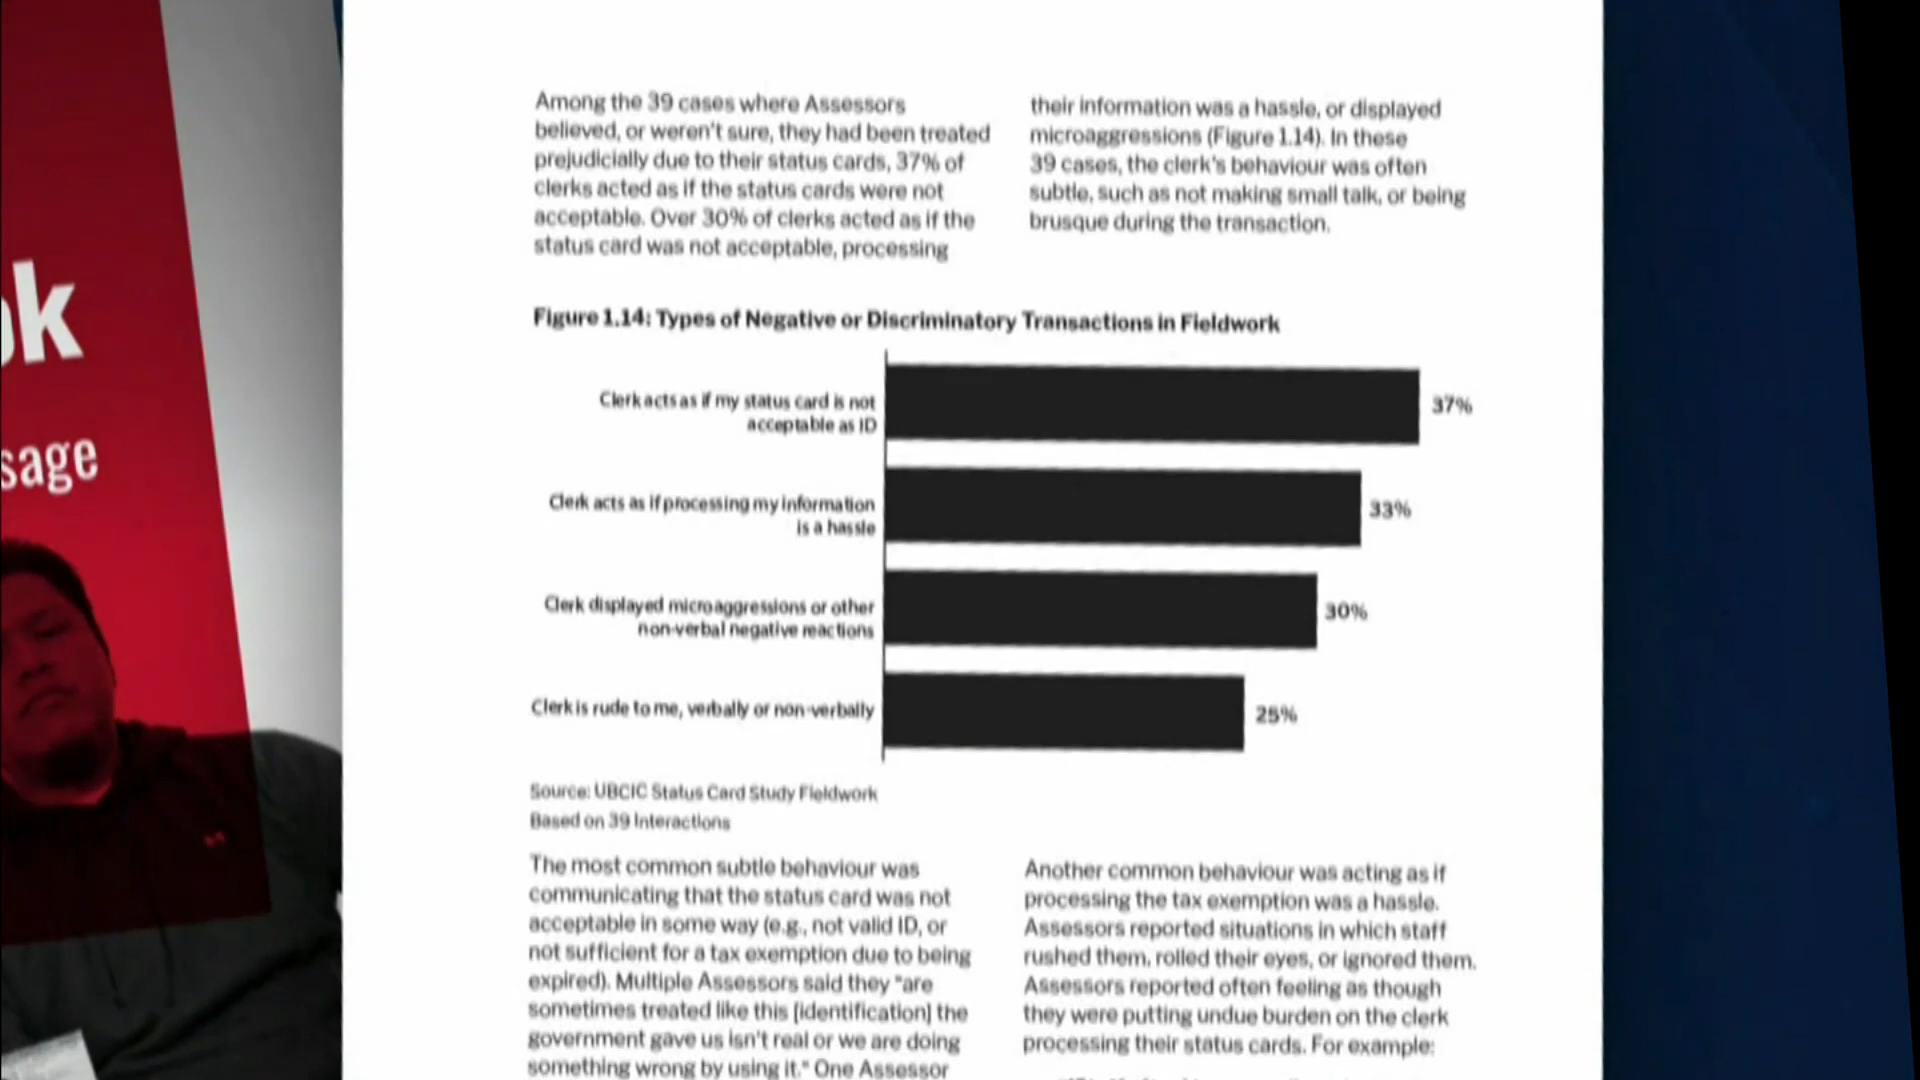 ok
sage
Among the 39 cases where Assessors
believed, or weren't sure, they had been treated
prejudicially due to their status cards, 37% of
clerks acted as if the status cards were not
acceptable. Over 30% of clerks acted as if the
status card was not acceptable, processing
their information was a hassle, or displayed
microaggressions (Figure 1.14). In these
39 cases, the clerk's behaviour was often
subtle, such as not making small talk, or being
brusque during the transaction.
Figure 1.14: Types of Negative or Discriminatory Transactions in Fieldwork
Clerk acts as if my status card is not
acceptable as ID
37%
Clerk acts as if processing my information
is a hassle
33%
Clerk displayed microaggressions or other
non-verbal negative reactions
30%
Clerk is rude to me, verbally or non-verbally
25%
Source: UBCIC Status Card Study Fieldwork
Based on 39 Interactions
The most common subtle behaviour was
communicating that the status card was not
acceptable in some way (e.g., not valid ID, or
not sufficient for a tax exemption due to being
expired). Multiple Assessors said they "are
sometimes treated like this [identification] the
government gave us isn't real or we are doing
something wrong by using it." One Assessor
Another common behaviour was acting as if
processing the tax exemption was a hassle.
Assessors reported situations in which staff
rushed them, rolled their eyes, or ignored them.
Assessors reported often feeling as though
they were putting undue burden on the clerk
processing their status cards. For example: